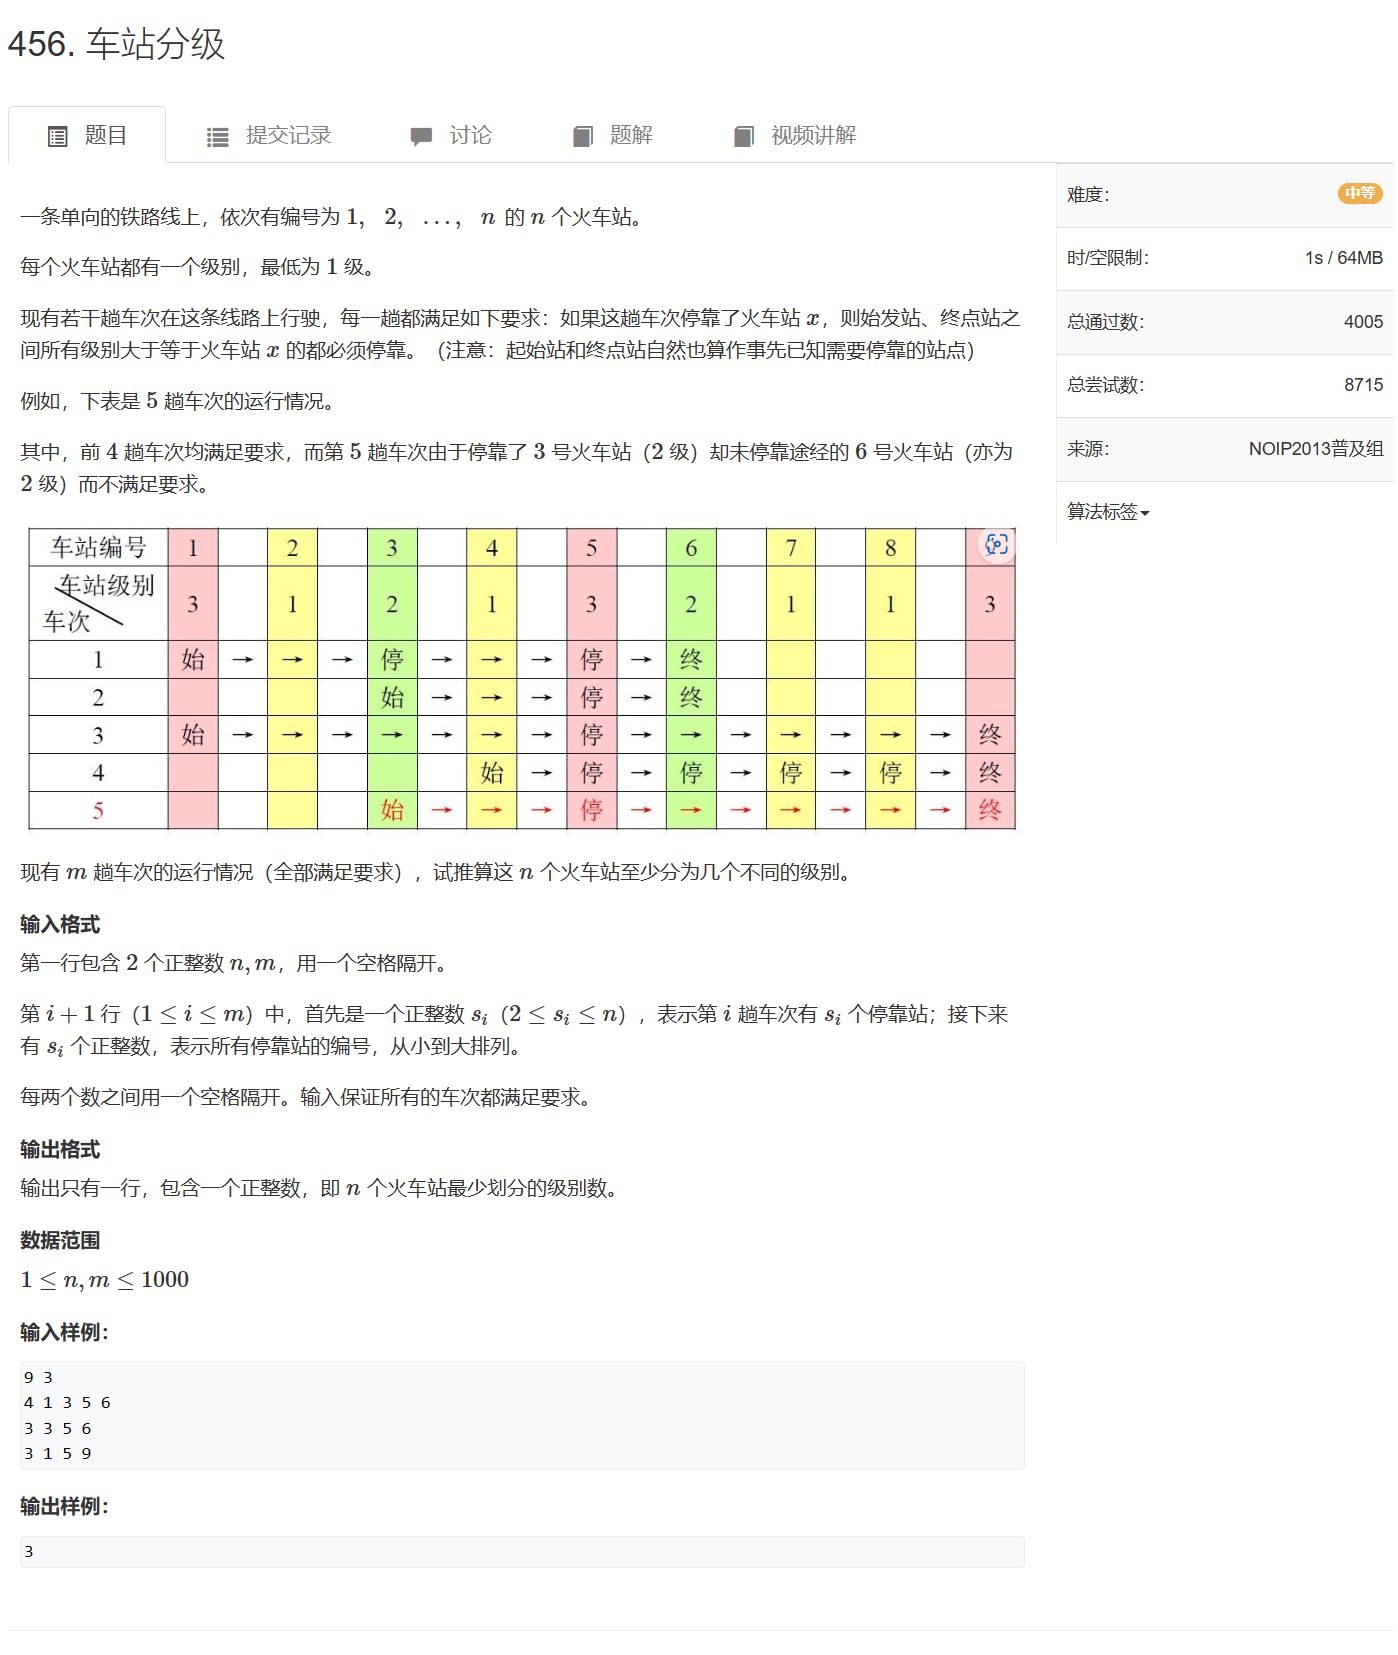 456. 车站分级
题目 提交记录 讨论 题解 视频讲解
一条单向的铁路线上，依次有编号为 1, 2, …, n 的 n 个火车站。
每个火车站都有一个级别，最低为 1 级。
现有若干趟车次在这条线路上行驶，每一趟都满足如下要求：如果这趟车次停靠了火车站 x，则始发站、终点站之
间所有级别大于等于火车站 x 的都必须停靠。（注意：起始站和终点站自然也算作事先已知需要停靠的站点）
例如，下表是 5 趟车次的运行情况。
其中，前 4 趟车次均满足要求，而第 5 趟车次由于停靠了 3 号火车站（2 级）却未停靠途经的 6 号火车站（亦为
2 级）而不满足要求。
车站编号 1 2 3 4 5 6 7 8
车站级别
车次
3 1 2 1 3 2 1 1 3
1 始 → → → 停 → → → 停 → 终
2 始 → → → 停 → 终
3 始 → → → → → → → 停 → → → → → → → 终
4 始 → 停 → 停 → 停 → 停 → 终
5 始 → → → 停 → → → → → → → 终
现有 m 趟车次的运行情况（全部满足要求），试推算这 n 个火车站至少分为几个不同的级别。
输入格式
第一行包含 2 个正整数 n, m，用一个空格隔开。
第 i + 1 行（1 ≤ i ≤ m）中，首先是一个正整数 sᵢ（2 ≤ sᵢ ≤ n），表示第 i 趟车次有 sᵢ 个停靠站；接下来
有 sᵢ 个正整数，表示所有停靠站的编号，从小到大排列。
每两个数之间用一个空格隔开。输入保证所有的车次都满足要求。
输出格式
输出只有一行，包含一个正整数，即 n 个火车站最少划分的级别数。
数据范围
1 ≤ n, m ≤ 1000
输入样例：
9 3
4 1 3 5 6
3 3 5 6
3 1 5 9
输出样例：
3
难度： 中等
时/空限制： 1s / 64MB
总通过数： 4005
总尝试数： 8715
来源： NOIP2013普及组
算法标签